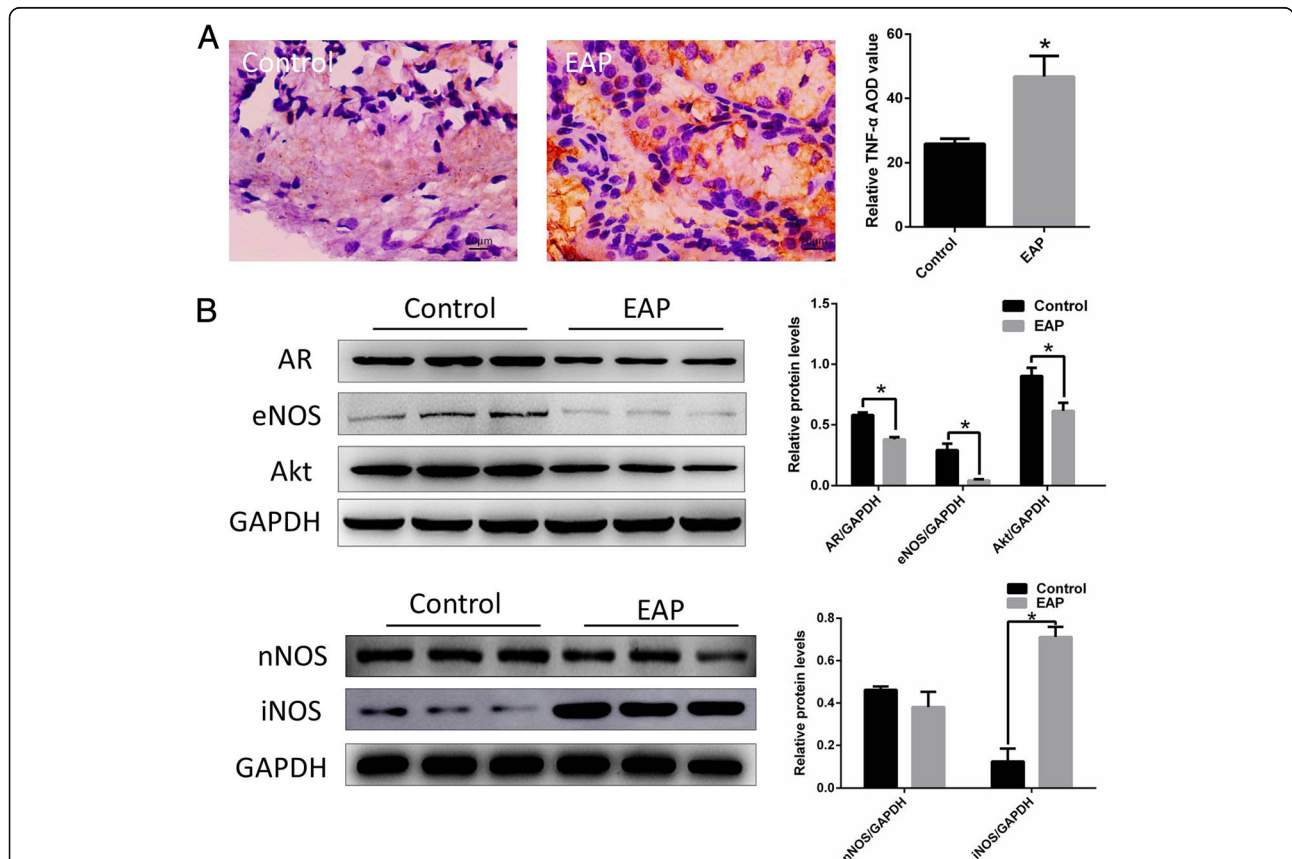 A
Control
EAP
Relative TNF-α AOD value
60
40
20
0
*
Control
EAP
B
Control
EAP
AR
eNOS
Akt
GAPDH
Relative protein levels
1.5
1.0
0.5
0.0
Control
EAP
*
*
*
AR/GAPDH
eNOS/GAPDH
Akt/GAPDH
Control
EAP
nNOS
iNOS
GAPDH
Relative protein levels
0.8
0.6
0.4
0.2
0.0
Control
EAP
*
nNOS/GAPDH
iNOS/GAPDH